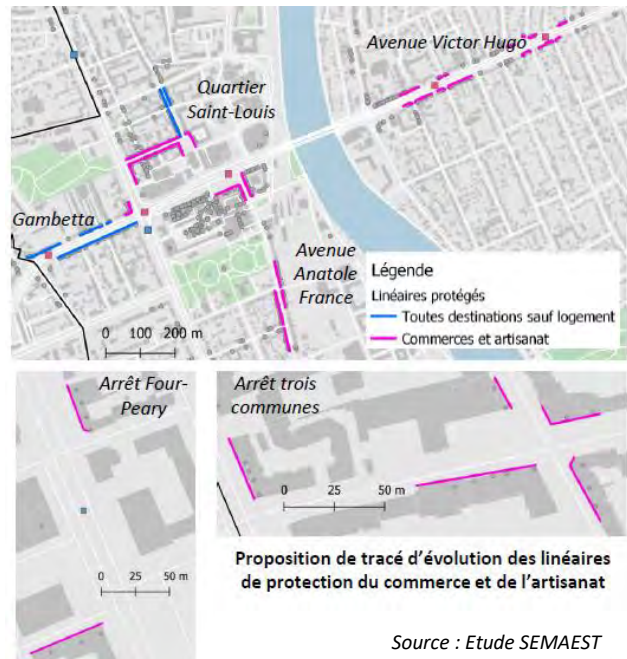 Avenue Victor Hugo
Quartier
Saint-Louis
Gambetta
Avenue
Anatole
France
Légende
Linéaires protégés
Toutes destinations sauf logement
Commerces et artisanat
0 100 200 m
Arrêt Four-
Peary
0 25 50 m
Arrêt trois
communes
0 25 50 m
Proposition de tracé d'évolution des linéaires
de protection du commerce et de l'artisanat
Source : Etude SEMAEST